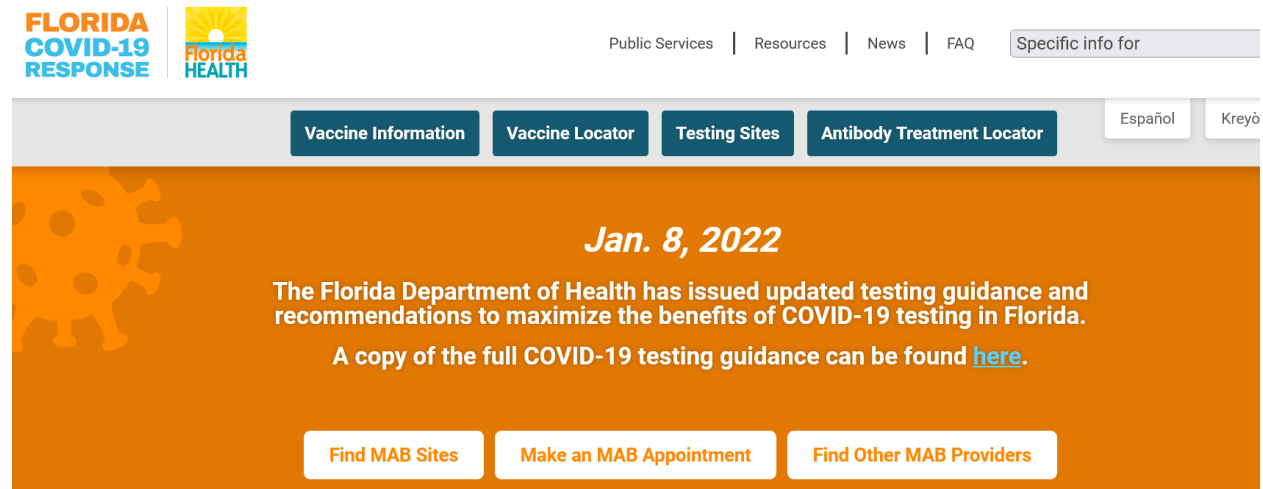 FLORIDA
COVID-19
RESPONSE
Florida
HEALTH
Public Services
Resources
News
FAQ
Specific info for
Vaccine Information
Vaccine Locator
Testing Sites
Antibody Treatment Locator
Español
Kreyò
Jan. 8, 2022
The Florida Department of Health has issued updated testing guidance and
recommendations to maximize the benefits of COVID-19 testing in Florida.
A copy of the full COVID-19 testing guidance can be found here.
Find MAB Sites
Make an MAB Appointment
Find Other MAB Providers